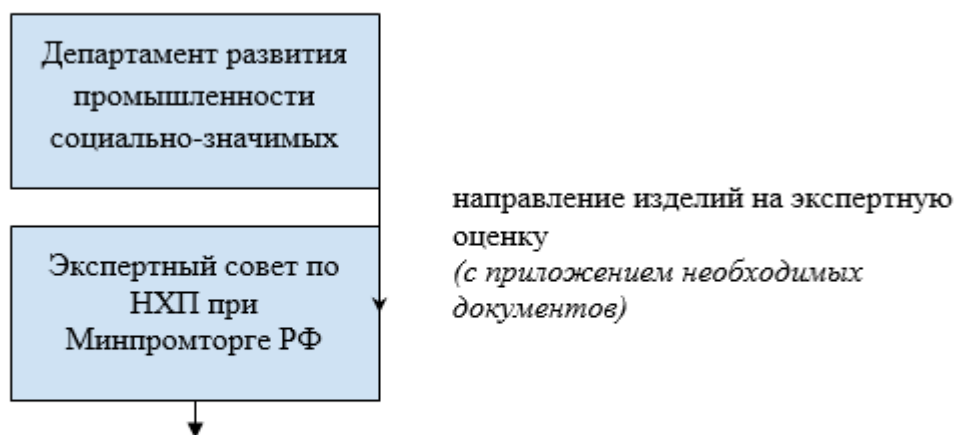 Департамент развития
промышленности
социально-значимых
направление изделий на экспертную
оценку
(с приложением необходимых
документов)
Экспертный совет по
НХП при
Минпромторге РФ